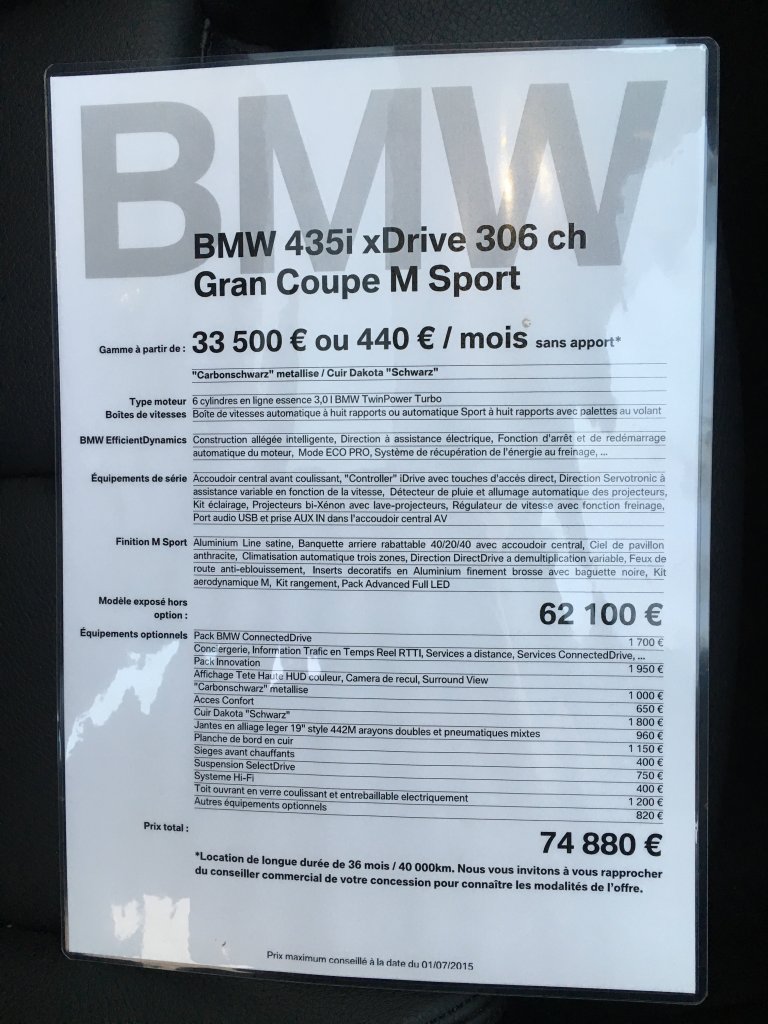 BMW
BMW 435i xDrive 306 ch
Gran Coupe M Sport
Gamme à partir de : 33 500 € ou 440 € / mois sans apport*
"Carbonschwarz" metallise / Cuir Dakota "Schwarz"
Type moteur 6 cylindres en ligne essence 3,0 l BMW TwinPower Turbo
Boîtes de vitesses Boîte de vitesses automatique à huit rapports ou automatique Sport à huit rapports avec palettes au volant
BMW EfficientDynamics Construction allégée intelligente, Direction à assistance électrique, Fonction d'arrêt et de redémarrage
automatique du moteur, Mode ECO PRO, Système de récupération de l'énergie au freinage, ...
Équipements de série Accoudoir central avant coulissant, "Controller" iDrive avec touches d'accès direct, Direction Servotronic à
assistance variable en fonction de la vitesse, Détecteur de pluie et allumage automatique des projecteurs,
Kit éclairage, Projecteurs bi-Xénon avec lave-projecteurs, Régulateur de vitesse avec fonction freinage,
Port audio USB et prise AUX IN dans l'accoudoir central AV
Finition M Sport Aluminium Line satine, Banquette arriere rabattable 40/20/40 avec accoudoir central, Ciel de pavillon
anthracite, Climatisation automatique trois zones, Direction DirectDrive a demultiplication variable, Feux de
route anti-eblouissement, Inserts decoratifs en Aluminium finement brosse avec baguette noire, Kit
aerodynamique M, Kit rangement, Pack Advanced Full LED
Modèle exposé hors
option : 62 100 €
Équipements optionnels Pack BMW ConnectedDrive 1 700 €
Conciergerie, Information Trafic en Temps Reel RTTI, Services a distance, Services ConnectedDrive, ...
Pack Innovation 1 950 €
Affichage Tete Haute HUD couleur, Camera de recul, Surround View
"Carbonschwarz" metallise 1 000 €
Acces Confort 650 €
Cuir Dakota "Schwarz" 1 800 €
Jantes en alliage leger 19" style 442M arayons doubles et pneumatiques mixtes 960 €
Planche de bord en cuir 1 150 €
Sieges avant chauffants 400 €
Suspension SelectDrive 750 €
Systeme Hi-Fi 400 €
Toit ouvrant en verre coulissant et entrebaillable electriquement 1 200 €
Autres équipements optionnels 820 €
Prix total : 74 880 €
*Location de longue durée de 36 mois / 40 000km. Nous vous invitons à vous rapprocher
du conseiller commercial de votre concession pour connaître les modalités de l'offre.
Prix maximum conseillé à la date du 01/07/2015